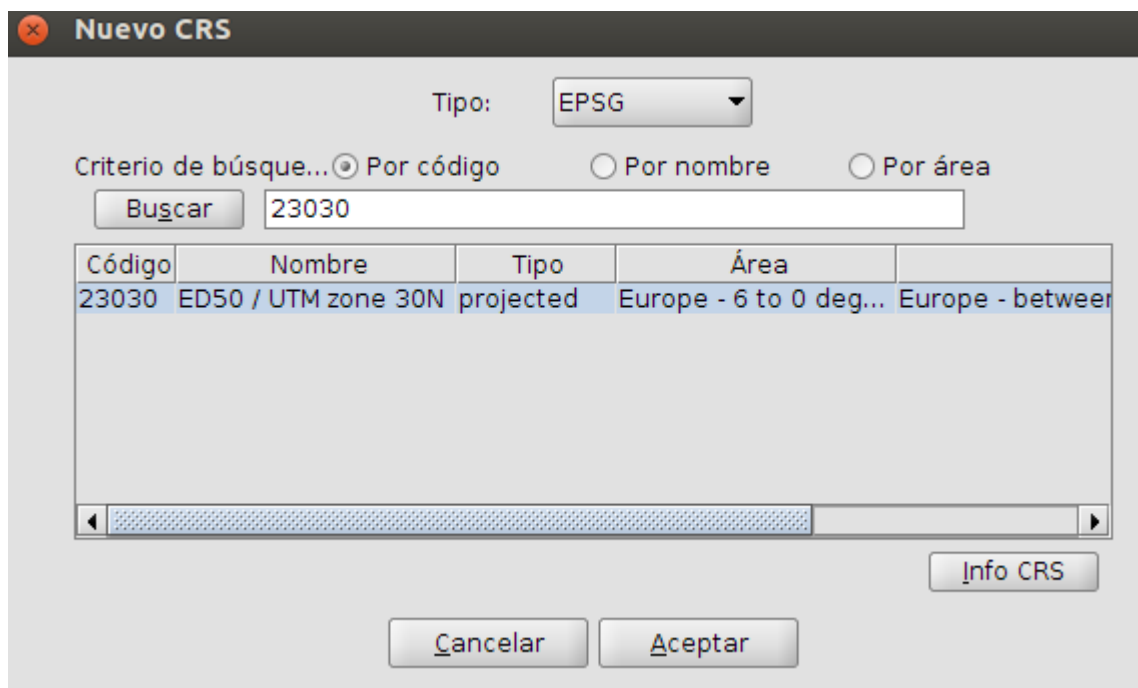 Nuevo CRS
Tipo: EPSG
Criterio de búsque... Por código Por nombre Por área
Buscar 23030
Código Nombre Tipo Área
23030 ED50 / UTM zone 30N projected Europe - 6 to 0 deg... Europe - between
Info CRS
Cancelar Aceptar